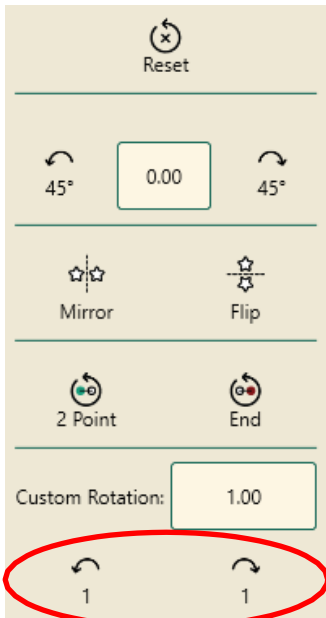 Reset
45° 0.00 45°
Mirror Flip
2 Point End
Custom Rotation: 1.00
1 1